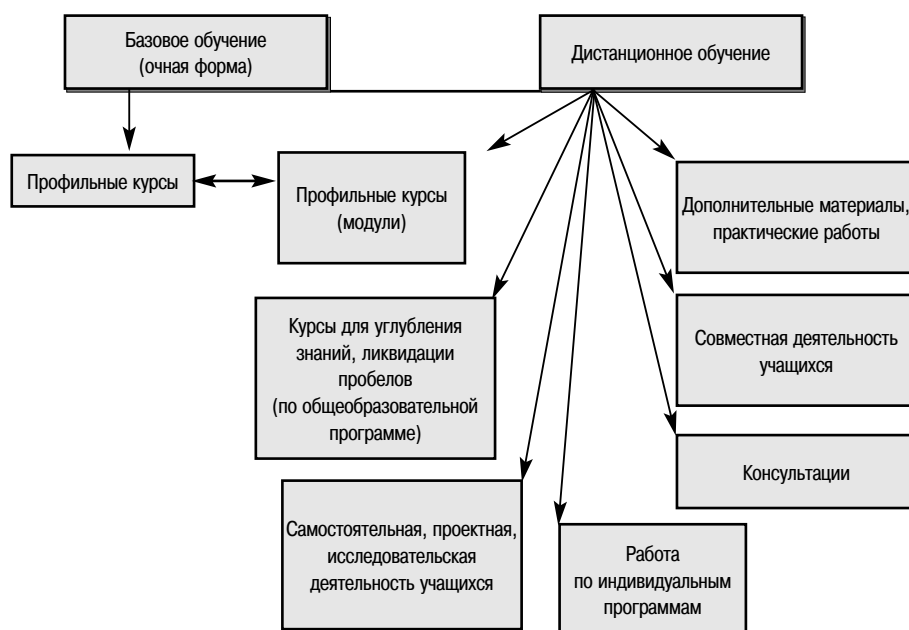 Базовое обучение
(очная форма)
Дистанционное обучение
Профильные курсы
Профильные курсы
(модули)
Дополнительные материалы,
практические работы
Курсы для углубления
знаний, ликвидации
пробелов
(по общеобразовательной
программе)
Совместная деятельность
учащихся
Консультации
Самостоятельная, проектная,
исследовательская
деятельность учащихся
Работа
по индивидуальным
программам